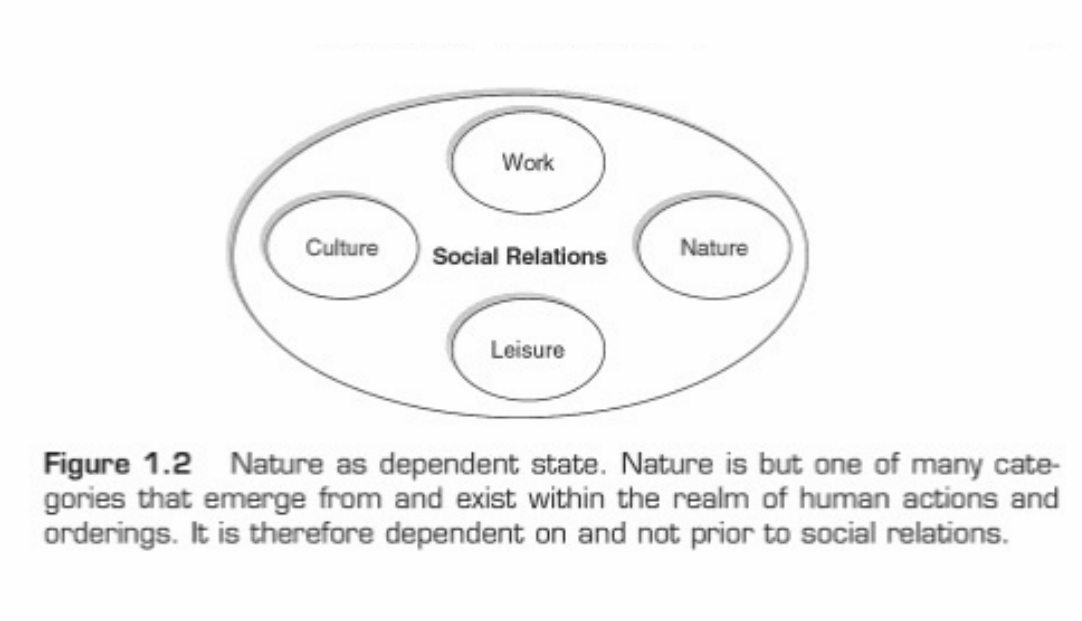 Work
Culture
Social Relations
Nature
Leisure
Figure 1.2 Nature as dependent state. Nature is but one of many cate-
gories that emerge from and exist within the realm of human actions and
orderings. It is therefore dependent on and not prior to social relations.